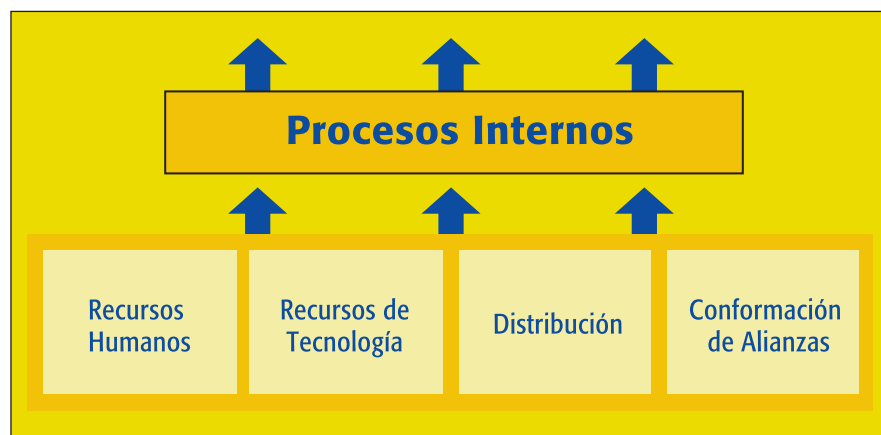 Procesos Internos
Recursos
Humanos
Recursos de
Tecnología
Distribución
Conformación
de Alianzas